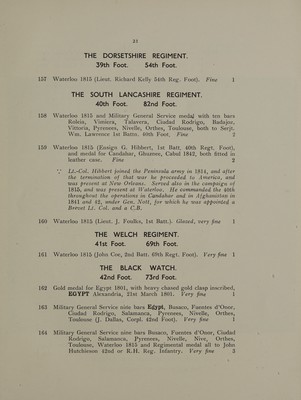 21
THE DORSETSHIRE REGIMENT.
39th Foot. 54th Foot.
157 Waterloo 1815 (Lieut. Richard Kelly 54th Reg. Foot). Fine 1
THE SOUTH LANCASHIRE REGIMENT.
40th Foot. 82nd Foot.
158 Waterloo 1815 and Military General Service medal with ten bars
Roleia, Vimiera, Talavera, Ciudad Rodrigo, Badajoz,
Vittoria, Pyrenees, Nivelle, Orthes, Toulouse, both to Serjt.
Wm. Lawrence 1st Battn. 40th Foot. Fine 2
159 Waterloo 1815 (Ensign G. Hibbert, 1st Batt. 40th Regt. Foot),
and medal for Candahar, Ghuznee, Cabul 1842, both fitted in
leather case. Fine 2
Lt.-Col. Hibbert joined the Peninsula army in 1814, and after
the termination of that was he proceeded to America, and
was present at New Orleans. Served also in the campaign of
1815, and was present at Waterloo. He commanded the 40th
throughout the operations in Candahar and in Afghanistan in
1841 and 42, under Gen. Nott, for which he was appointed a
Brevet Lt. Col. and a C.B.
160 Waterloo 1815 (Lieut. J. Foulkes, 1st Batt.). Glazed, very fine 1
THE WELCH REGIMENT.
41st Foot. 69th Foot.
161 Waterloo 1815 (John Cox, 2nd Batt. 69th Regt. Foot). Very fine 1
THE BLACK WATCH.
42nd Foot. 73rd Foot.
162 Gold medal for Egypt 1801, with heavy chased gold clasp inscribed,
EGYPT Alexandria, 21st March 1801. Very fine 1
163 Military General Service nine bars Egypt, Busaco, Fuentes d'Onor,
Ciudad Rodrigo, Salamanca, Pyrenees, Nivelle, Orthes,
Toulouse (J. Dallas, Corpl. 42nd Foot). Very fine 1
164 Military General Service nine bars Busaco, Fuentes d'Onor, Ciudad
Rodrigo, Salamanca, Pyrenees, Nivelle, Nive, Orthes,
Toulouse, Waterloo 1815 and Regimental medal all to John
Hutchieson 42nd or R.H. Reg. Infantry. Very fine 3